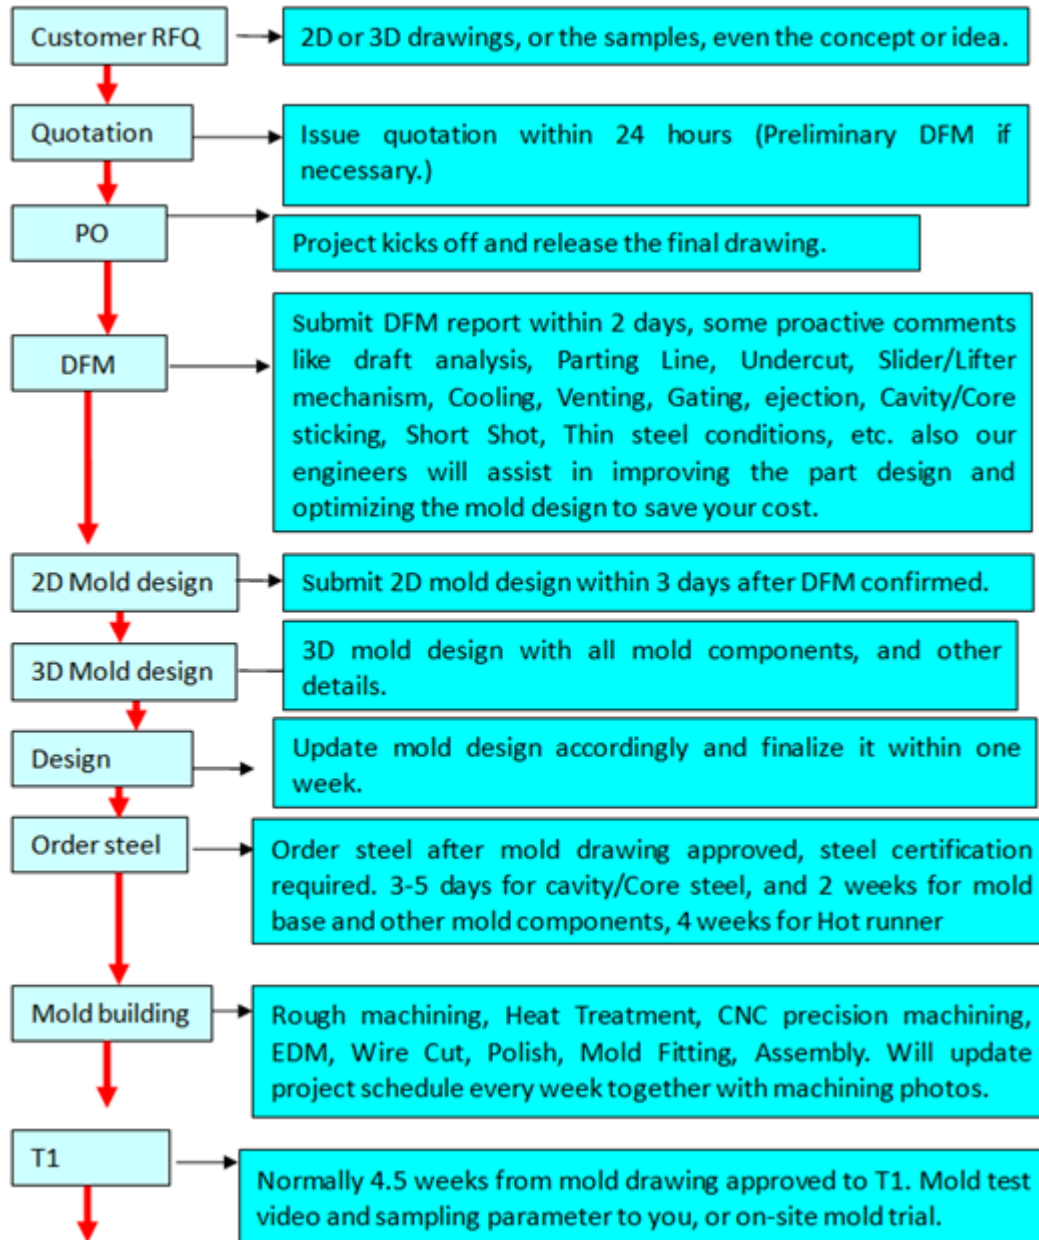 Customer RFQ
2D or 3D drawings, or the samples, even the concept or idea.
Quotation
Issue quotation within 24 hours (Preliminary DFM if
necessary.)
PO
Project kicks off and release the final drawing.
DFM
Submit DFM report within 2 days, some proactive comments
like draft analysis, Parting Line, Undercut, Slider/Lifter
mechanism, Cooling, Venting, Gating, ejection, Cavity/Core
sticking, Short Shot, Thin steel conditions, etc. also our
engineers will assist in improving the part design and
optimizing the mold design to save your cost.
2D Mold design
Submit 2D mold design within 3 days after DFM confirmed.
3D Mold design
3D mold design with all mold components, and other
details.
Design
Update mold design accordingly and finalize it within one
week.
Order steel
Order steel after mold drawing approved, steel certification
required. 3-5 days for cavity/Core steel, and 2 weeks for mold
base and other mold components, 4 weeks for Hot runner
Mold building
Rough machining, Heat Treatment, CNC precision machining,
EDM, Wire Cut, Polish, Mold Fitting, Assembly. Will update
project schedule every week together with machining photos.
T1
Normally 4.5 weeks from mold drawing approved to T1. Mold test
video and sampling parameter to you, or on-site mold trial.